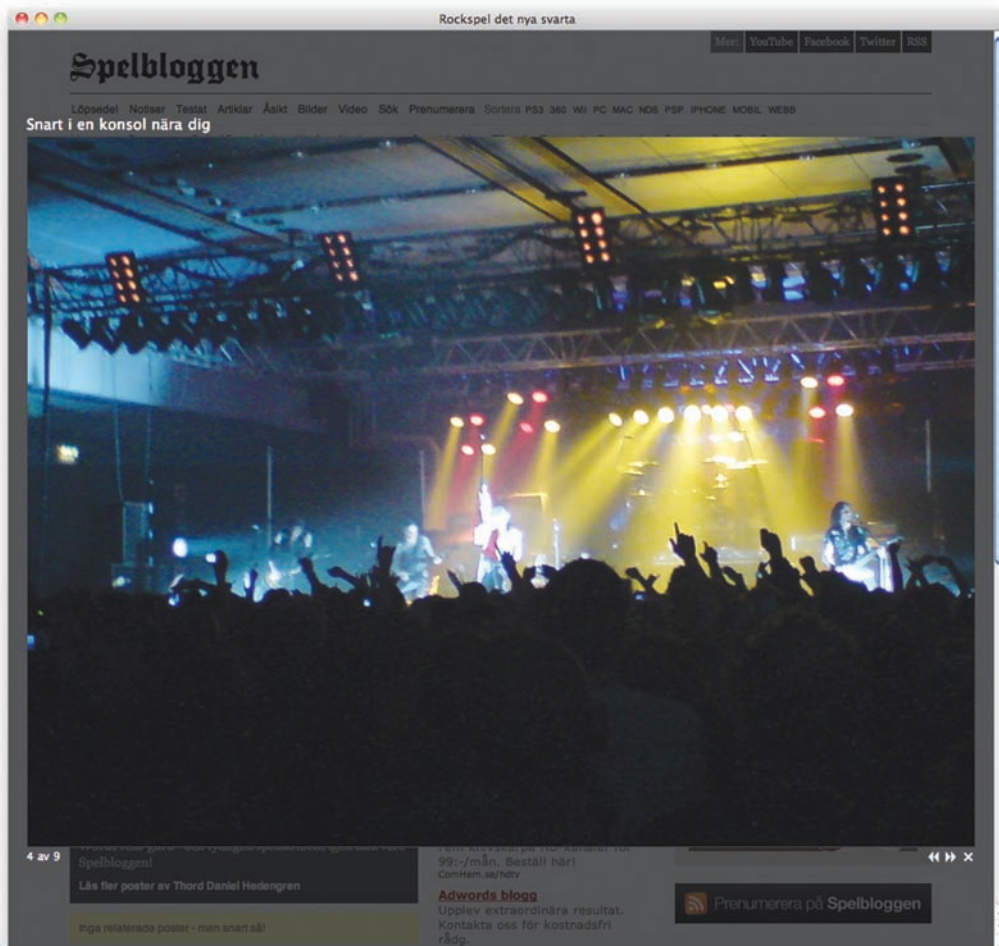 Rockspel det nya svarta
Mer: YouTube Facebook Twitter RSS
Spelbloggen
Löpsedel Notiser Testat Artiklar Åsikt Bilder Video Sök Prenumerera Sortera PS3 360 WII PC MAC NDS PSP IPHONE MOBIL WEBB
Snart i en konsol nära dig
4 av 9
Spelbloggen!
Läs fler poster av Thord Daniel Hedengren
Inga relaterade poster - men snart så!
99:-/mån. Beställ här!
ComHem.se/hdtv
Adwords blogg
Upplev extraordinära resultat.
Kontakta oss för kostnadsfri
rådg.
Prenumerera på Spelbloggen